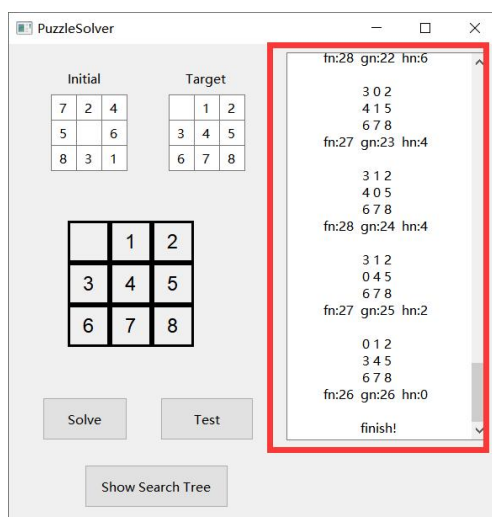 PuzzleSolver
Initial
Target
7 2 4
5 6
8 3 1
1 2
3 4 5
6 7 8
1 2
3 4 5
6 7 8
Solve
Test
Show Search Tree
fn:28 gn:22 hn:6
3 0 2
4 1 5
6 7 8
fn:27 gn:23 hn:4
3 1 2
4 0 5
6 7 8
fn:28 gn:24 hn:4
3 1 2
0 4 5
6 7 8
fn:27 gn:25 hn:2
0 1 2
3 4 5
6 7 8
fn:26 gn:26 hn:0
finish!